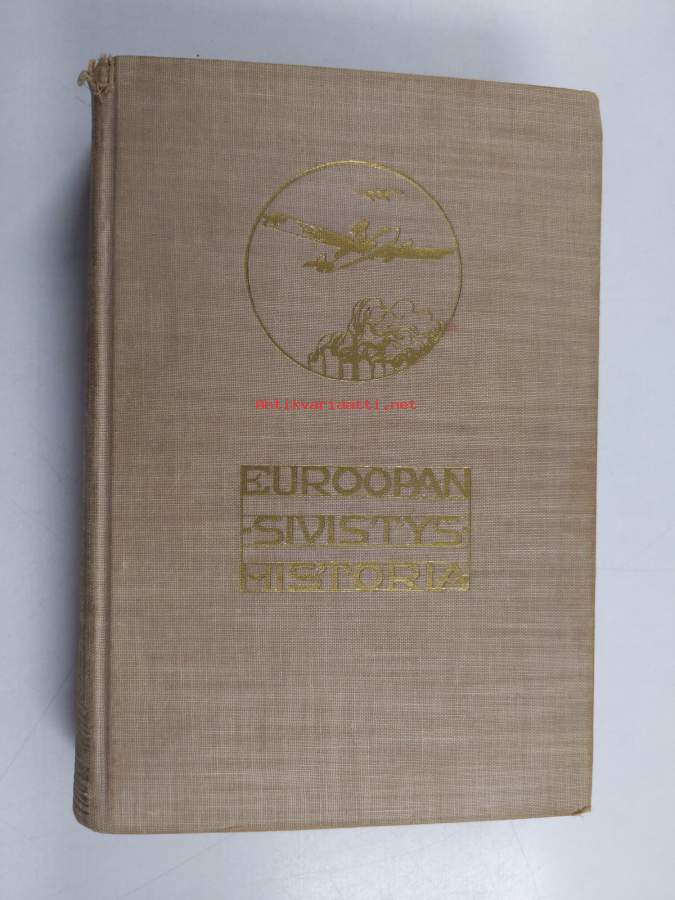 Antikvariaatti.net
EUROOPAN
-SIVISTYS-
HISTORIA